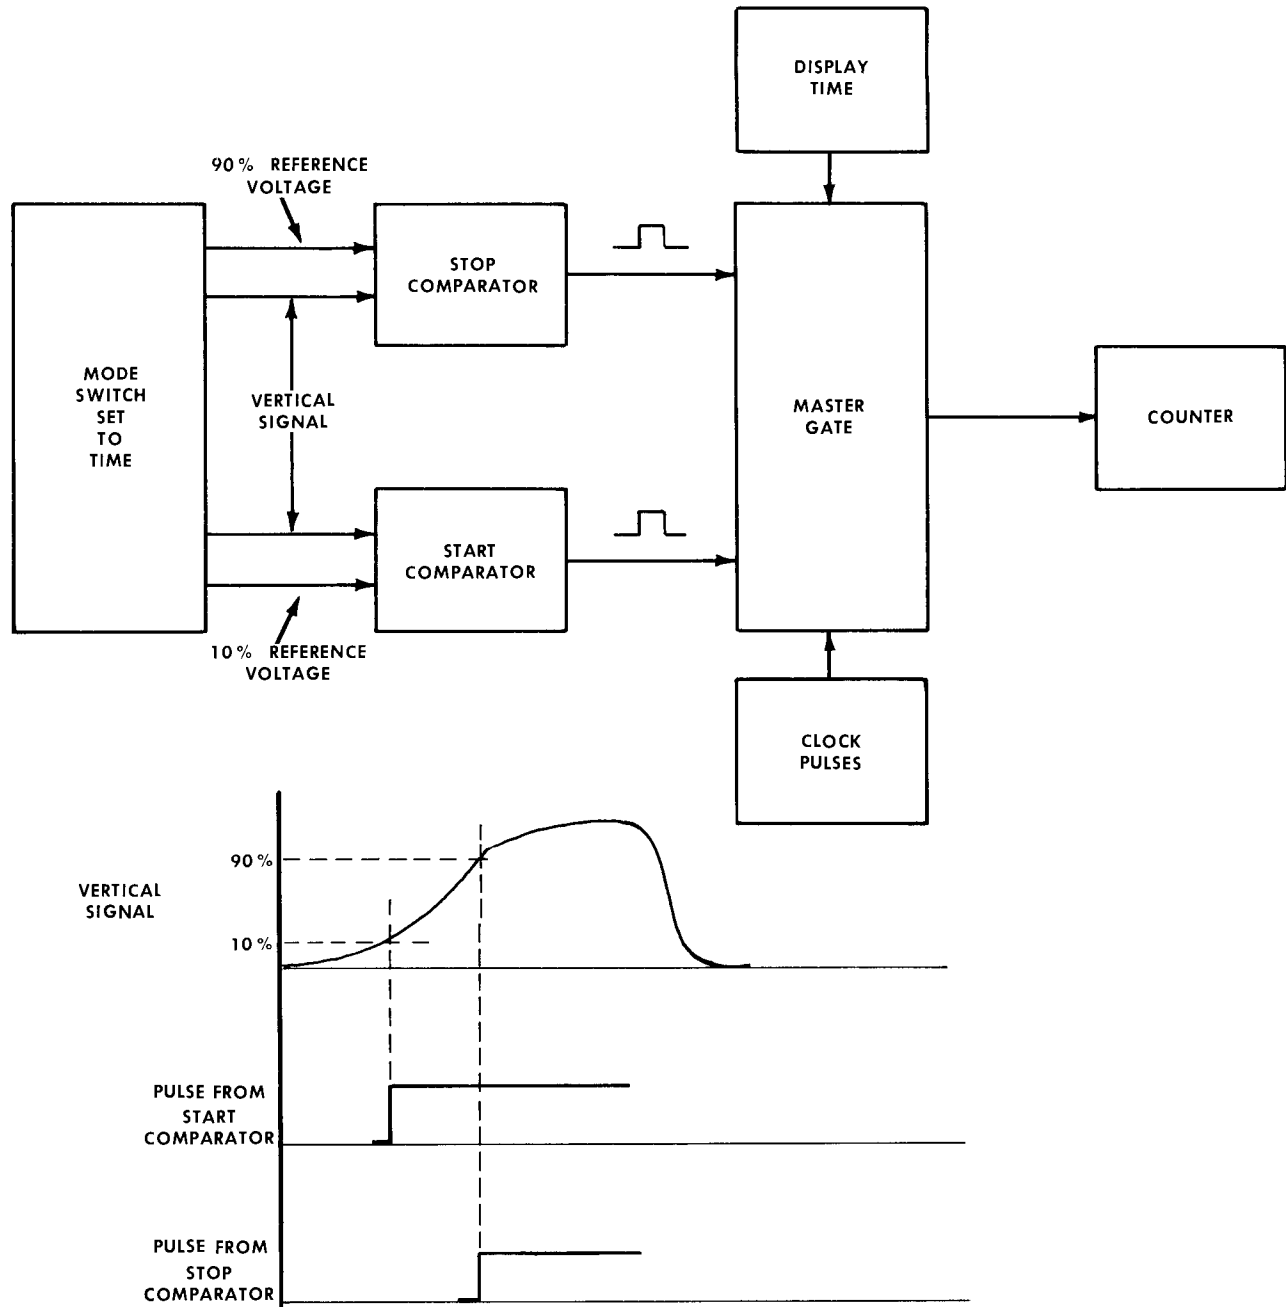 DISPLAY
TIME
90% REFERENCE
VOLTAGE
STOP
COMPARATOR
MODE
SWITCH
SET
TO
TIME
VERTICAL
SIGNAL
MASTER
GATE
COUNTER
START
COMPARATOR
10% REFERENCE
VOLTAGE
CLOCK
PULSES
90%
VERTICAL
SIGNAL
10%
PULSE FROM
START
COMPARATOR
PULSE FROM
STOP
COMPARATOR